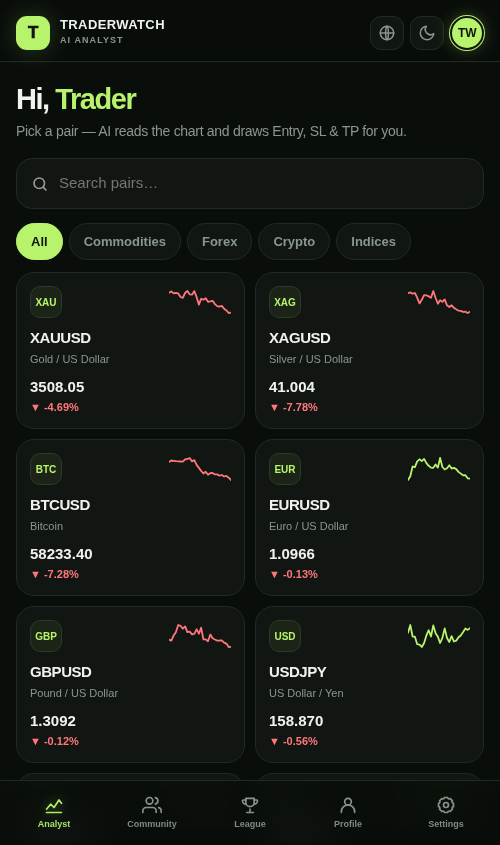 T
TRADERWATCH
AI ANALYST
TW
Hi, Trader
Pick a pair — AI reads the chart and draws Entry, SL & TP for you.
Search pairs...
All
Commodities
Forex
Crypto
Indices
XAU
XAUUSD
Gold / US Dollar
3508.05
▼ -4.69%
XAG
XAGUSD
Silver / US Dollar
41.004
▼ -7.78%
BTC
BTCUSD
Bitcoin
58233.40
▼ -7.28%
EUR
EURUSD
Euro / US Dollar
1.0966
▼ -0.13%
GBP
GBPUSD
Pound / US Dollar
1.3092
▼ -0.12%
USD
USDJPY
US Dollar / Yen
158.870
▼ -0.56%
Analyst
Community
League
Profile
Settings